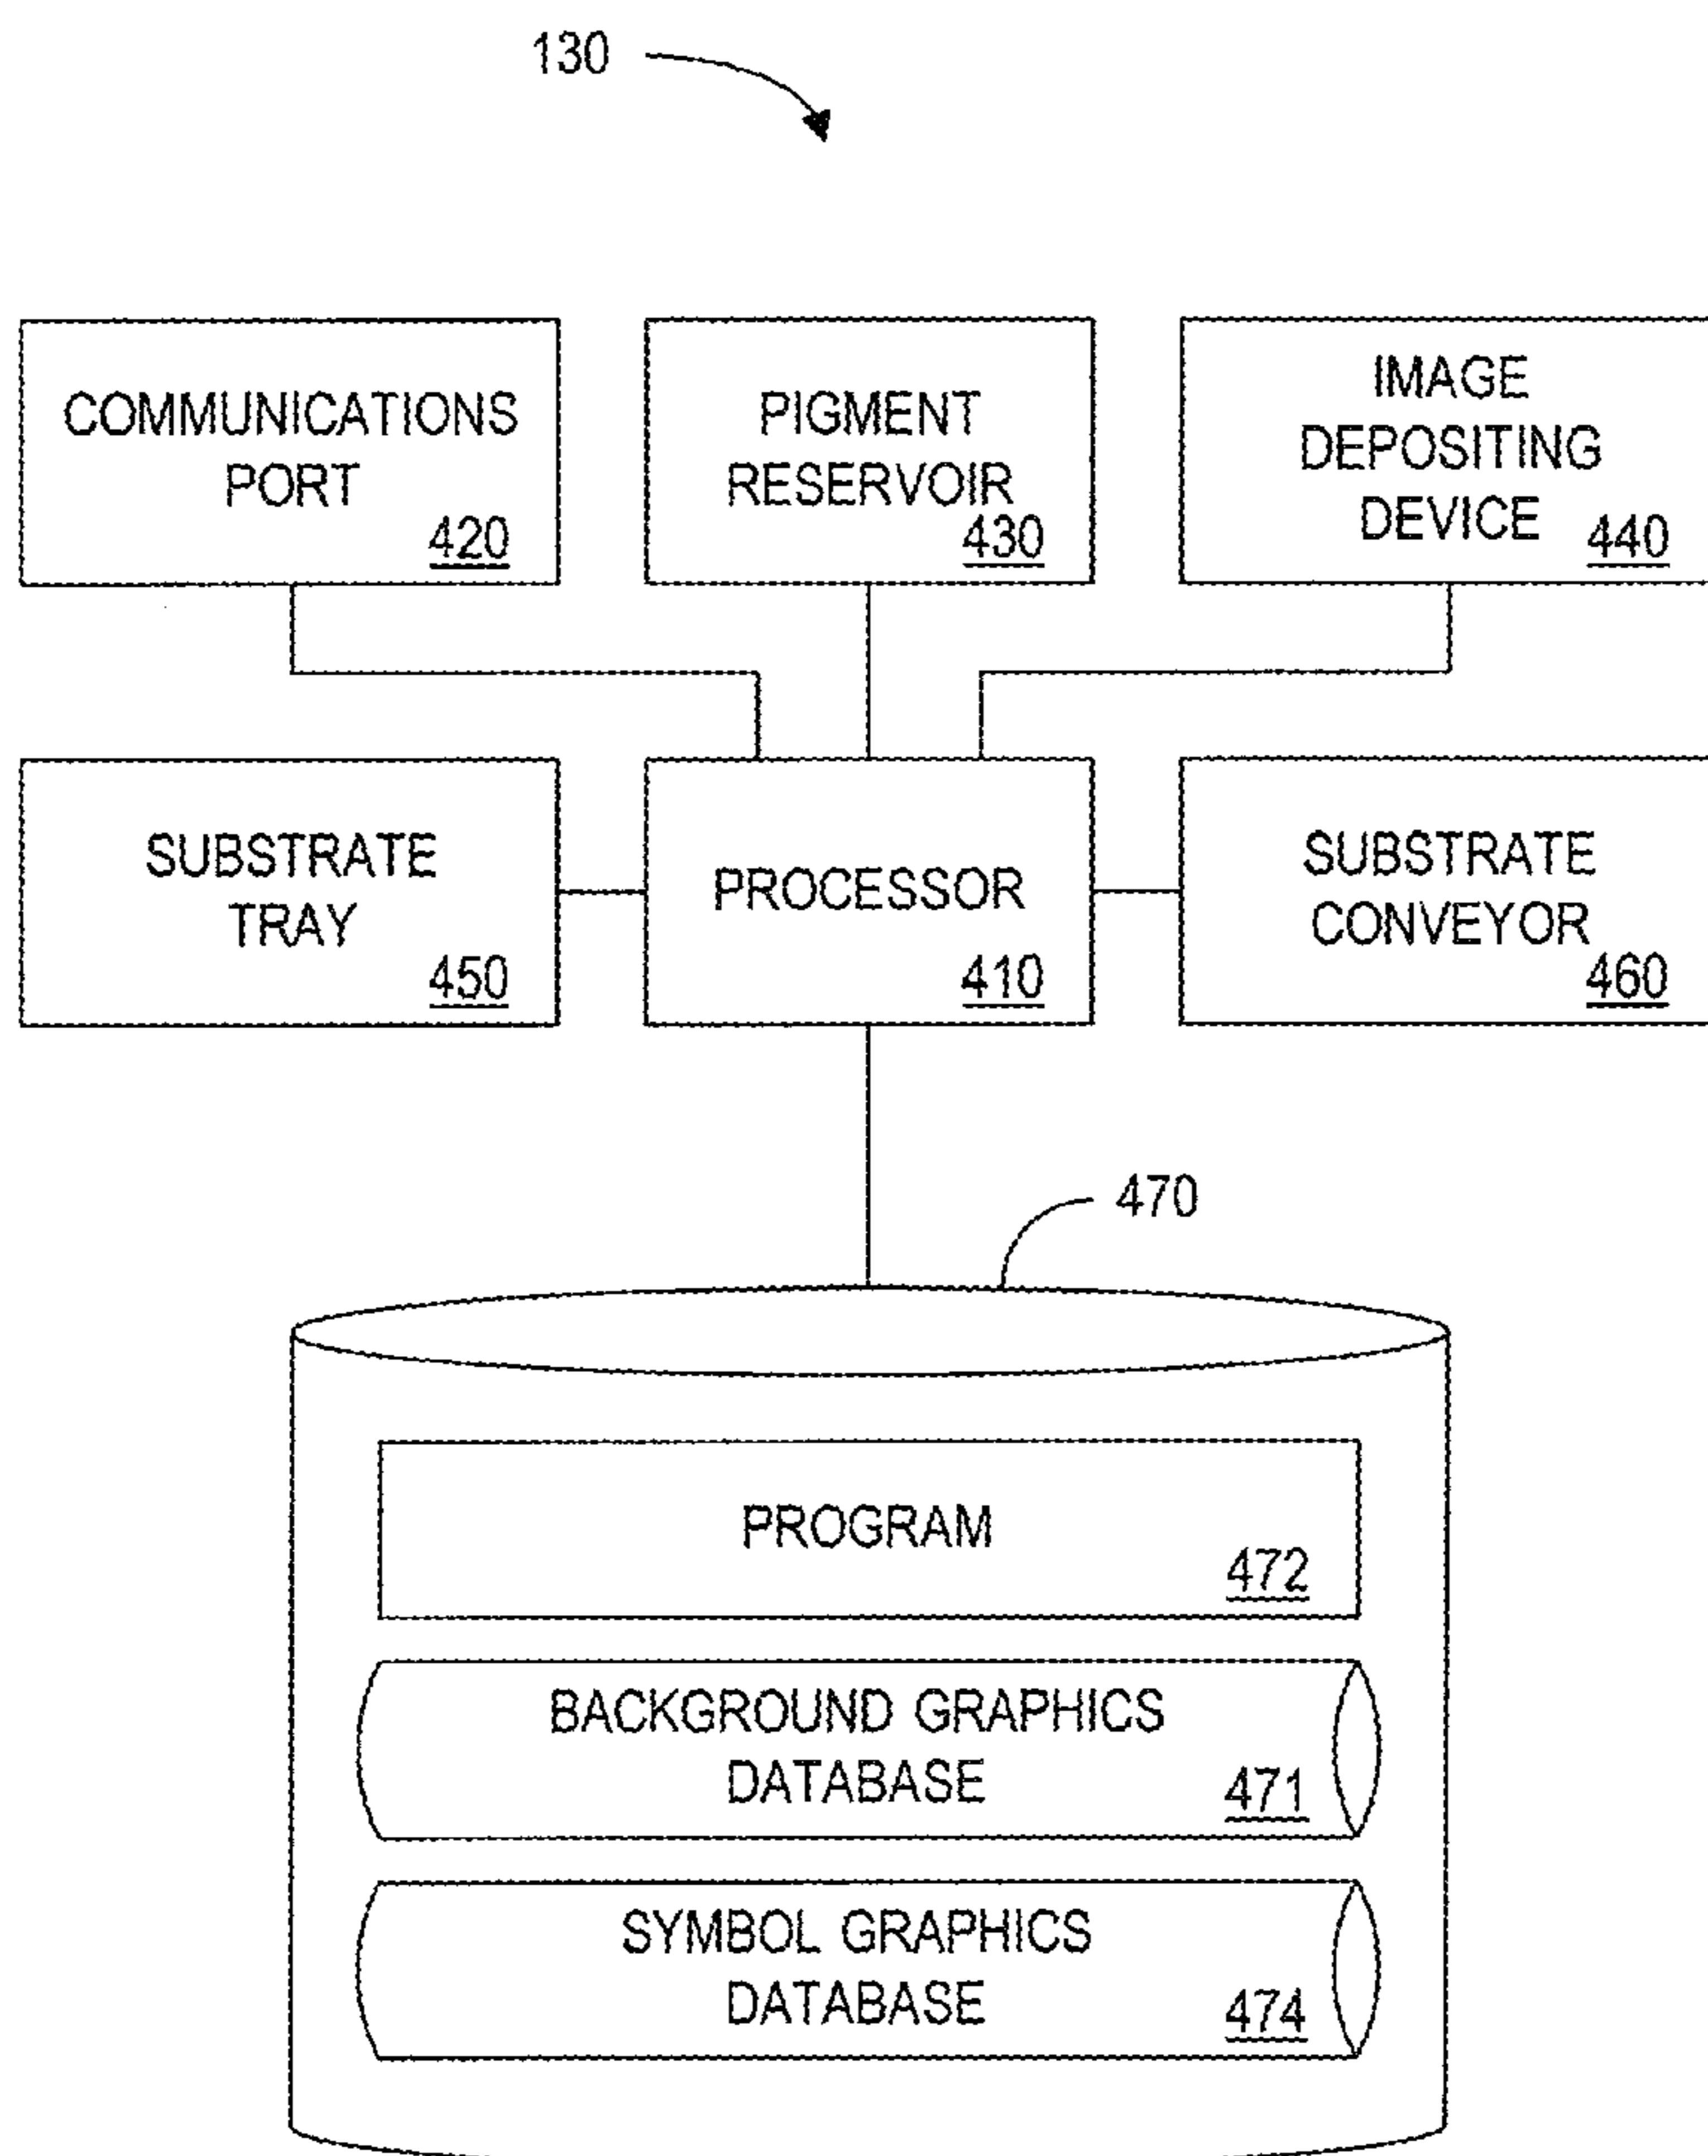 130
COMMUNICATIONS
PORT
420
PIGMENT
RESERVOIR
430
IMAGE
DEPOSITING
DEVICE
440
SUBSTRATE
TRAY
450
PROCESSOR
410
SUBSTRATE
CONVEYOR
460
470
PROGRAM
472
BACKGROUND GRAPHICS
DATABASE
471
SYMBOL GRAPHICS
DATABASE
474